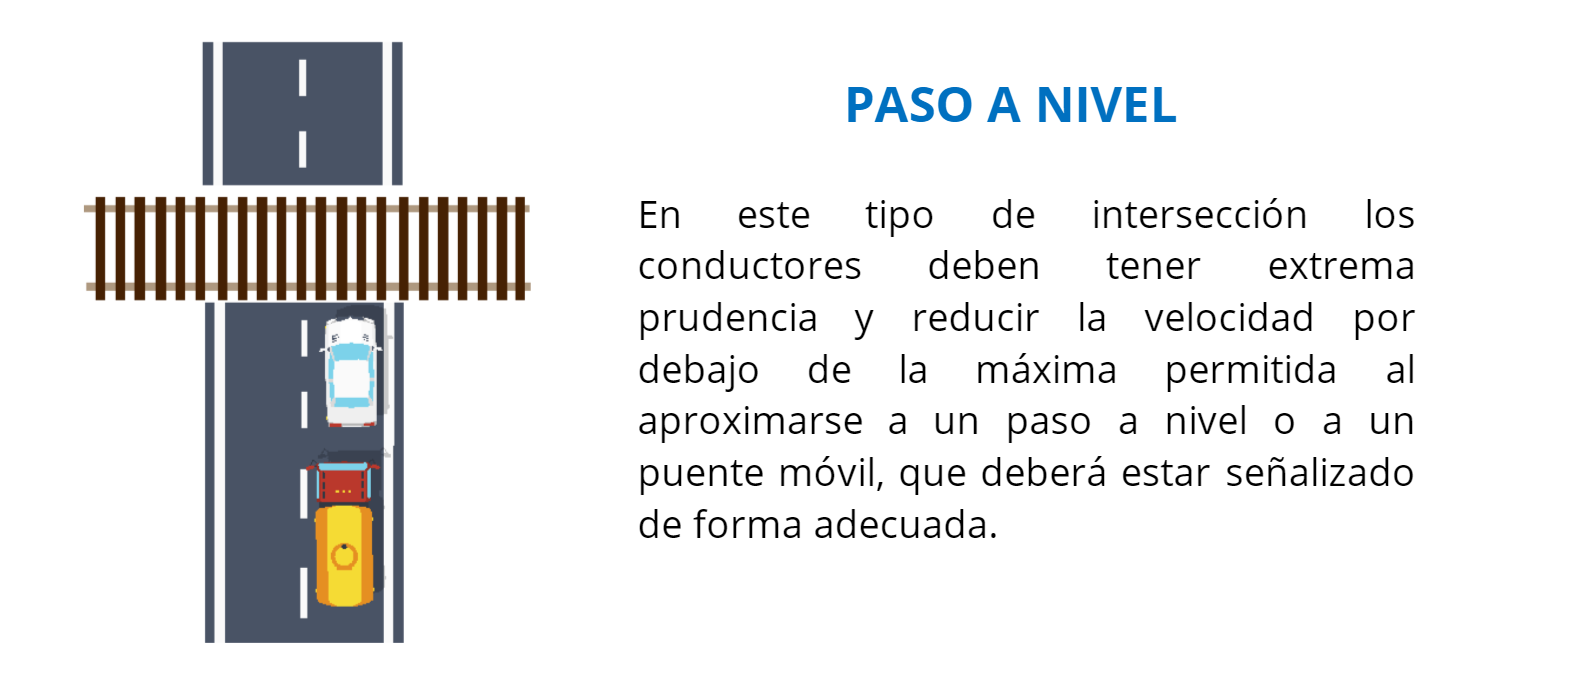 PASO A NIVEL
En este tipo de intersección los
conductores deben tener extrema
prudencia y reducir la velocidad por
debajo de la máxima permitida al
aproximarse a un paso a nivel o a un
puente móvil, que deberá estar señalizado
de forma adecuada.